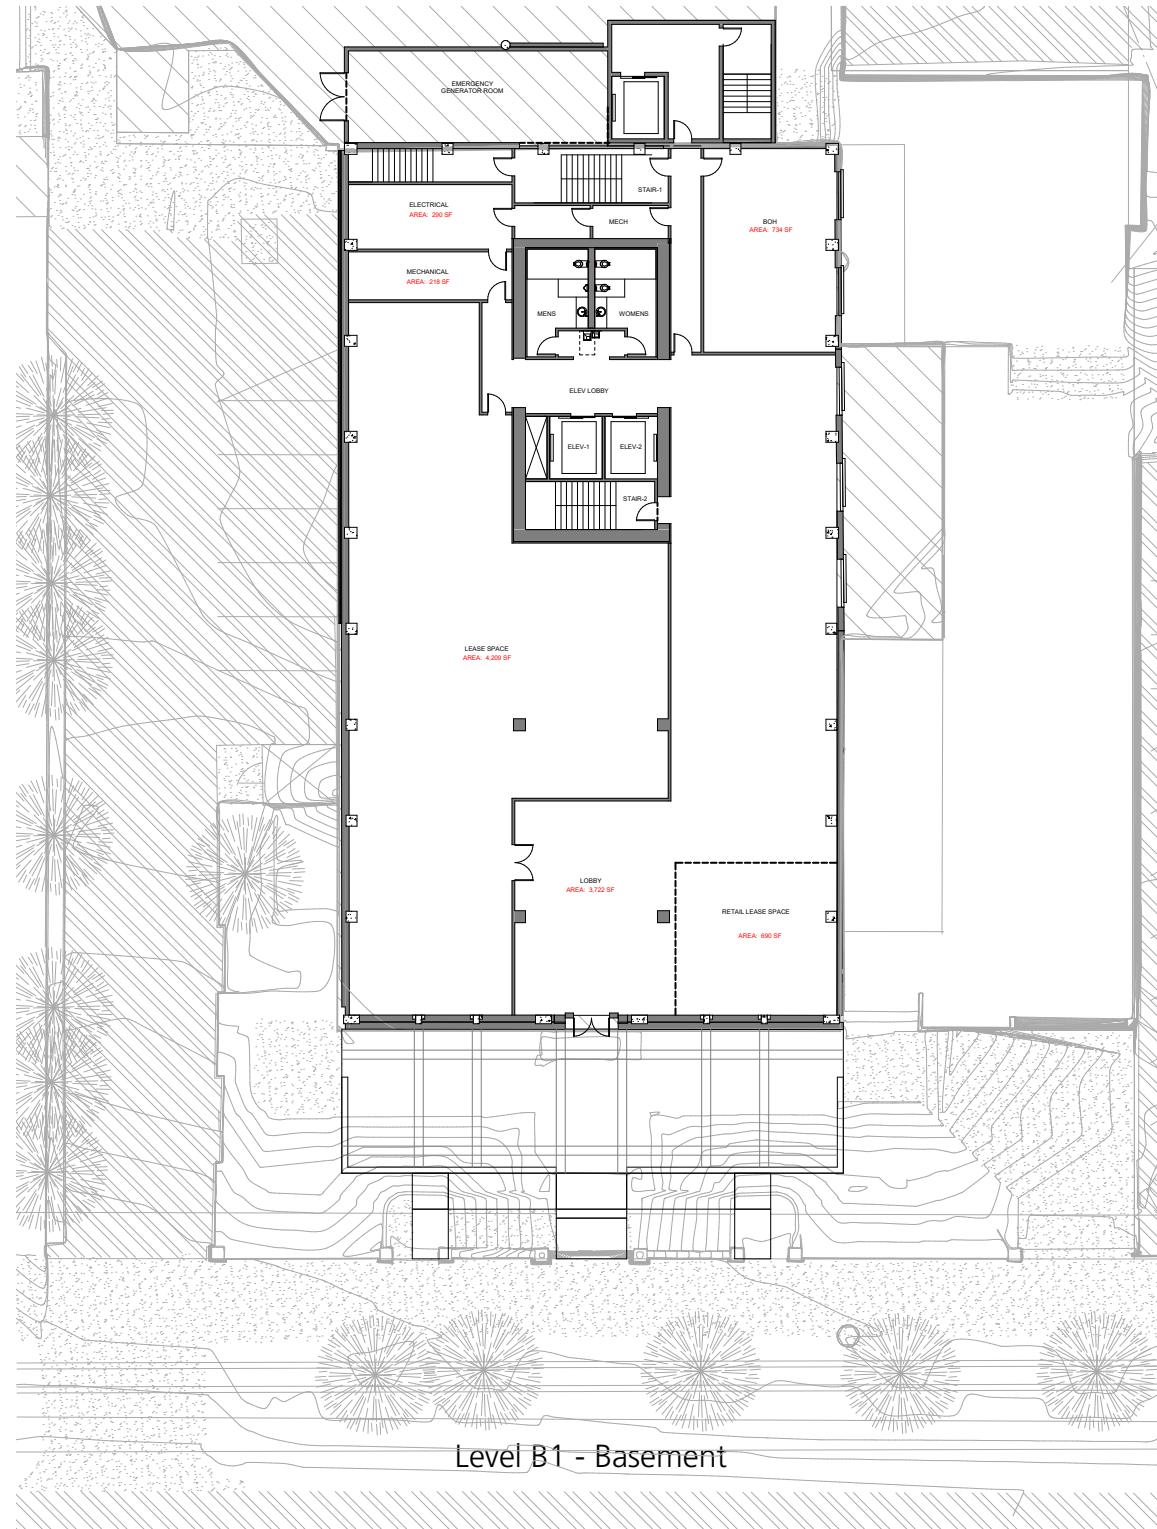 EMERGENCY
GENERATOR ROOM
STAIR-1
ELECTRICAL
AREA: 290 SF
MECH
BOH
AREA: 734 SF
MECHANICAL
AREA: 218 SF
MENS
WOMENS
ELEV LOBBY
ELEV-1
ELEV-2
STAIR-2
LEASE SPACE
AREA: 4,209 SF
LOBBY
AREA: 3,722 SF
RETAIL LEASE SPACE
AREA: 690 SF
Level B1 - Basement